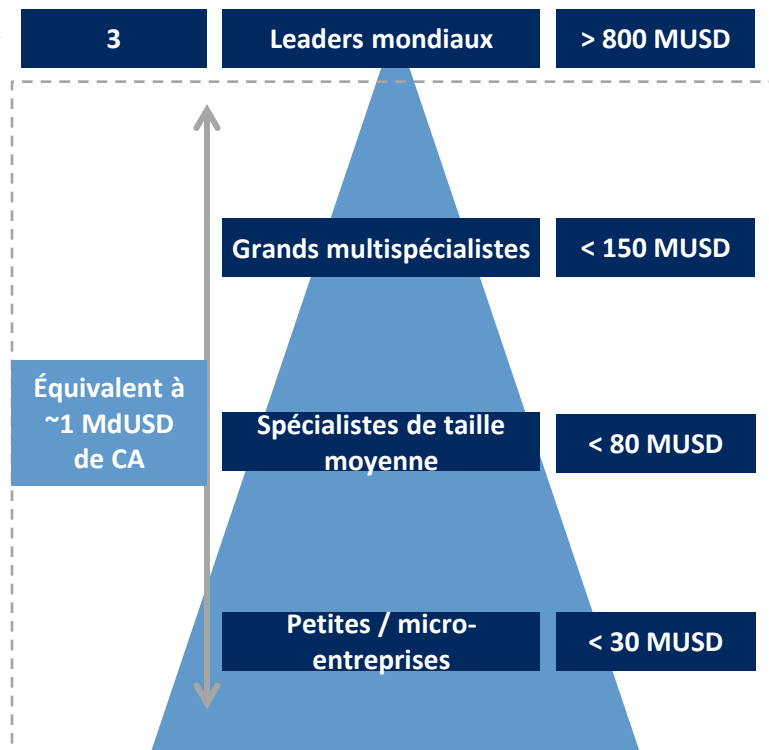 3
Leaders mondiaux
> 800 MUSD
Grands multispécialistes
< 150 MUSD
Équivalent à
~1 MdUSD
de CA
Spécialistes de taille
moyenne
< 80 MUSD
Petites / micro-
entreprises
< 30 MUSD